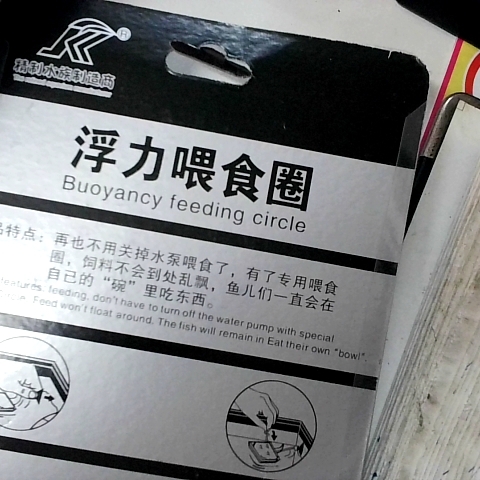 精制水族制造商
浮力喂食圈
Buoyancy feeding circle
品特点：再也不用关掉水泵喂食了，有了专用喂食
圈，饲料不会到处乱飘，鱼儿们一直会在
自己的“碗”里吃东西。
features feeding, don't have to turn off the water pump with special
Feed won't float around. The fish will remain in Eat their own "bowl".